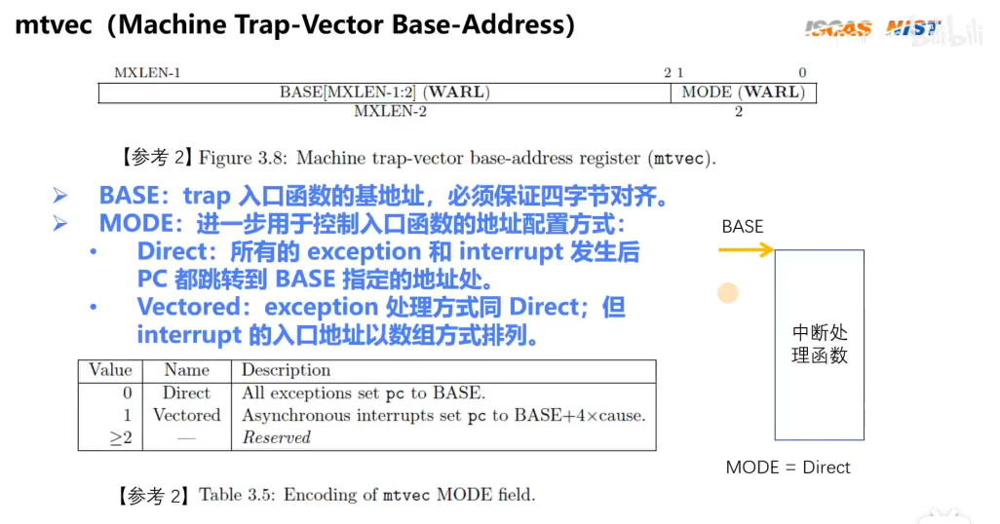 mtvec（Machine Trap-Vector Base-Address）
ISCAS NIST
bilibili
MXLEN-1 2 1 0
BASE[MXLEN-1:2] (WARL) MODE (WARL)
MXLEN-2 2
【参考 2】Figure 3.8: Machine trap-vector base-address register (mtvec).
➢ BASE：trap 入口函数的基地址，必须保证四字节对齐。
➢ MODE：进一步用于控制入口函数的地址配置方式：
• Direct：所有的 exception 和 interrupt 发生后
PC 都跳转到 BASE 指定的地址处。
• Vectored：exception 处理方式同 Direct；但
interrupt 的入口地址以数组方式排列。
BASE
中断处
理函数
MODE = Direct
Value Name Description
0 Direct All exceptions set pc to BASE.
1 Vectored Asynchronous interrupts set pc to BASE+4×cause.
≥2 — Reserved
【参考 2】Table 3.5: Encoding of mtvec MODE field.